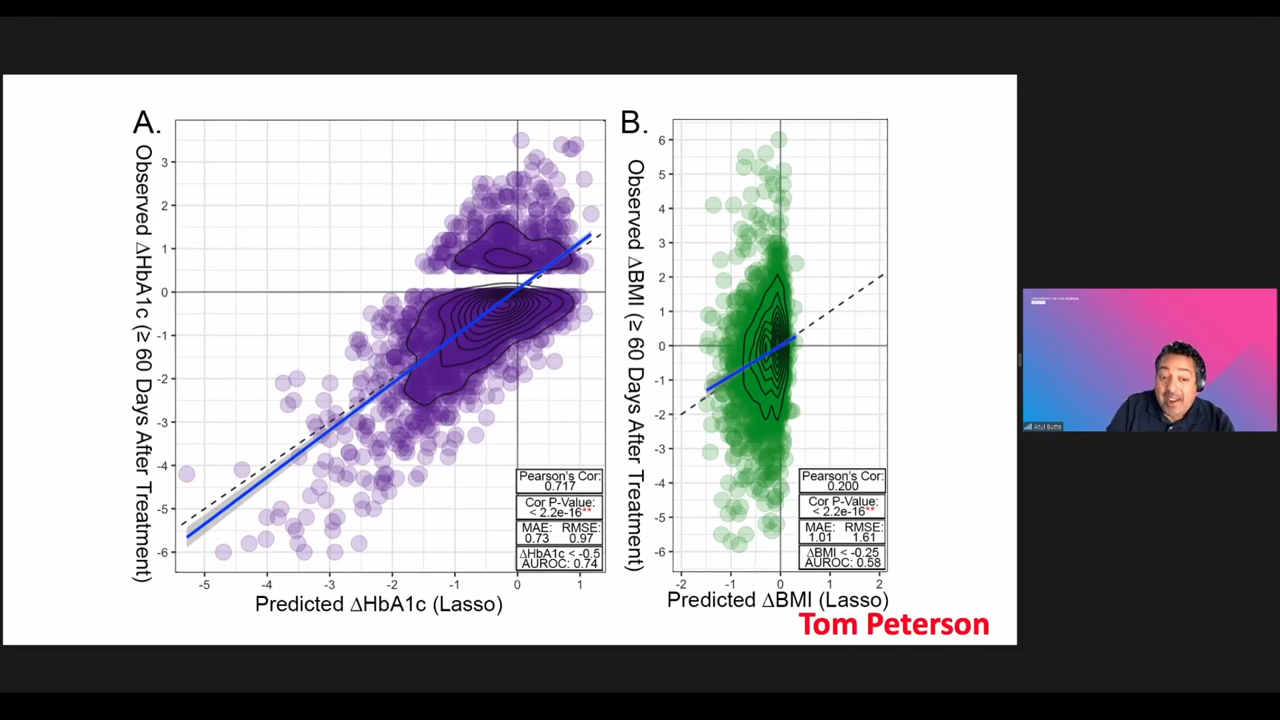 A.
Observed ΔHbA1c (≥ 60 Days After Treatment)
3
2
1
0
-1
-2
-3
-4
-5
-6
-5
-4
-3
-2
-1
0
1
Predicted ΔHbA1c (Lasso)
Pearson's Cor:
0.717
Cor P-Value:
< 2.2e-16**
MAE: RMSE:
0.73 0.97
ΔHbA1c < -0.5
AUROC: 0.74
B.
Observed ΔBMI (≥ 60 Days After Treatment)
6
5
4
3
2
1
0
-1
-2
-3
-4
-5
-6
-2
-1
0
1
2
Predicted ΔBMI (Lasso)
Pearson's Cor:
0.200
Cor P-Value:
< 2.2e-16**
MAE: RMSE:
1.01 1.61
ΔBMI < -0.25
AUROC: 0.58
Tom Peterson
UNIVERSITY OF CALIFORNIA
Atul Butte